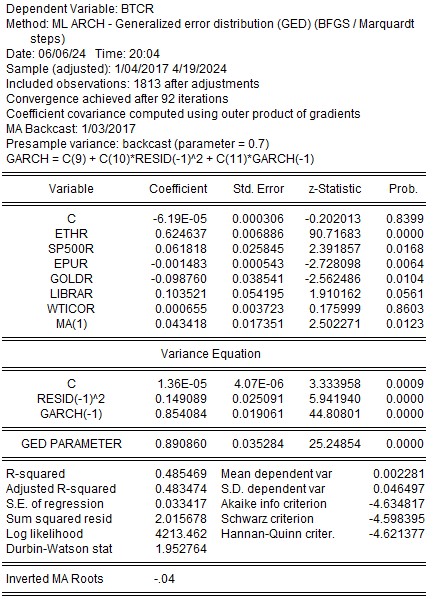 Dependent Variable: BTCR
Method: ML ARCH - Generalized error distribution (GED) (BFGS / Marquardt
steps)
Date: 06/06/24   Time: 20:04
Sample (adjusted): 1/04/2017 4/19/2024
Included observations: 1813 after adjustments
Convergence achieved after 92 iterations
Coefficient covariance computed using outer product of gradients
MA Backcast: 1/03/2017
Presample variance: backcast (parameter = 0.7)
GARCH = C(9) + C(10)*RESID(-1)^2 + C(11)*GARCH(-1)
Variable Coefficient Std. Error z-Statistic Prob.
C -6.19E-05 0.000306 -0.202013 0.8399
ETHR 0.624637 0.006886 90.71683 0.0000
SP500R 0.061818 0.025845 2.391857 0.0168
EPUR -0.001483 0.000543 -2.728098 0.0064
GOLDR -0.098760 0.038541 -2.562486 0.0104
LIBRAR 0.103521 0.054195 1.910162 0.0561
WTICOR 0.000655 0.003723 0.175999 0.8603
MA(1) 0.043418 0.017351 2.502271 0.0123
Variance Equation
C 1.36E-05 4.07E-06 3.333958 0.0009
RESID(-1)^2 0.149089 0.025091 5.941940 0.0000
GARCH(-1) 0.854084 0.019061 44.80801 0.0000
GED PARAMETER 0.890860 0.035284 25.24854 0.0000
R-squared 0.485469 Mean dependent var 0.002281
Adjusted R-squared 0.483474 S.D. dependent var 0.046497
S.E. of regression 0.033417 Akaike info criterion -4.634817
Sum squared resid 2.015678 Schwarz criterion -4.598395
Log likelihood 4213.462 Hannan-Quinn criter. -4.621377
Durbin-Watson stat 1.952764
Inverted MA Roots -.04